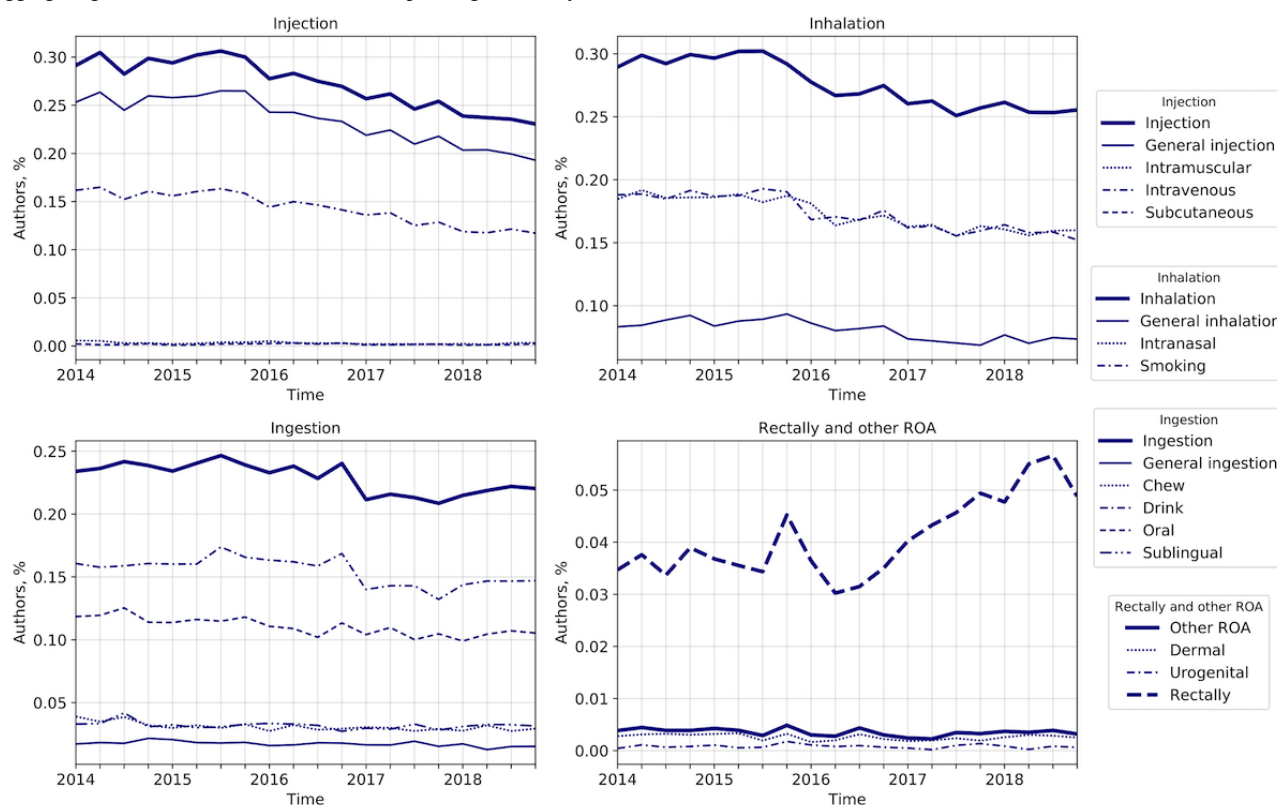 Injection
0.30
0.25
0.20
0.15
0.10
0.05
0.00
Authors, %
2014 2015 2016 2017 2018
Time
Inhalation
0.30
0.25
0.20
0.15
0.10
Authors, %
2014 2015 2016 2017 2018
Time
Injection
Injection
General injection
Intramuscular
Intravenous
Subcutaneous
Inhalation
Inhalation
General inhalation
Intranasal
Smoking
Ingestion
0.25
0.20
0.15
0.10
0.05
Authors, %
2014 2015 2016 2017 2018
Time
Rectally and other ROA
0.05
0.04
0.03
0.02
0.01
0.00
Authors, %
2014 2015 2016 2017 2018
Time
Ingestion
Ingestion
General ingestion
Chew
Drink
Oral
Sublingual
Rectally and other ROA
Other ROA
Dermal
Urogenital
Rectally